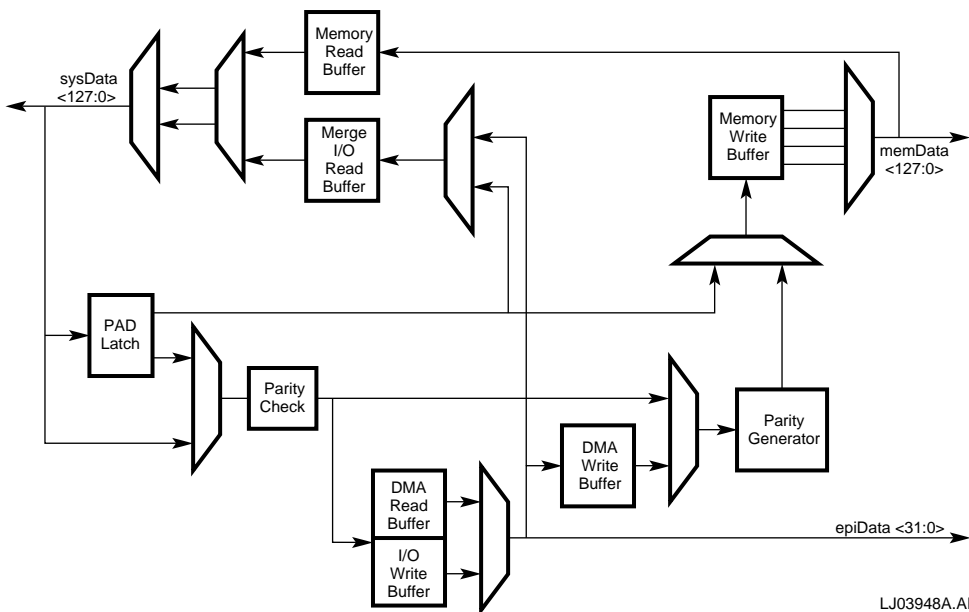 Memory
Read
Buffer
sysData
<127:0>
Merge
I/O
Read
Buffer
Memory
Write
Buffer
memData
<127:0>
PAD
Latch
Parity
Check
DMA
Write
Buffer
Parity
Generator
DMA
Read
Buffer
I/O
Write
Buffer
epiData <31:0>
LJ03948A.AI